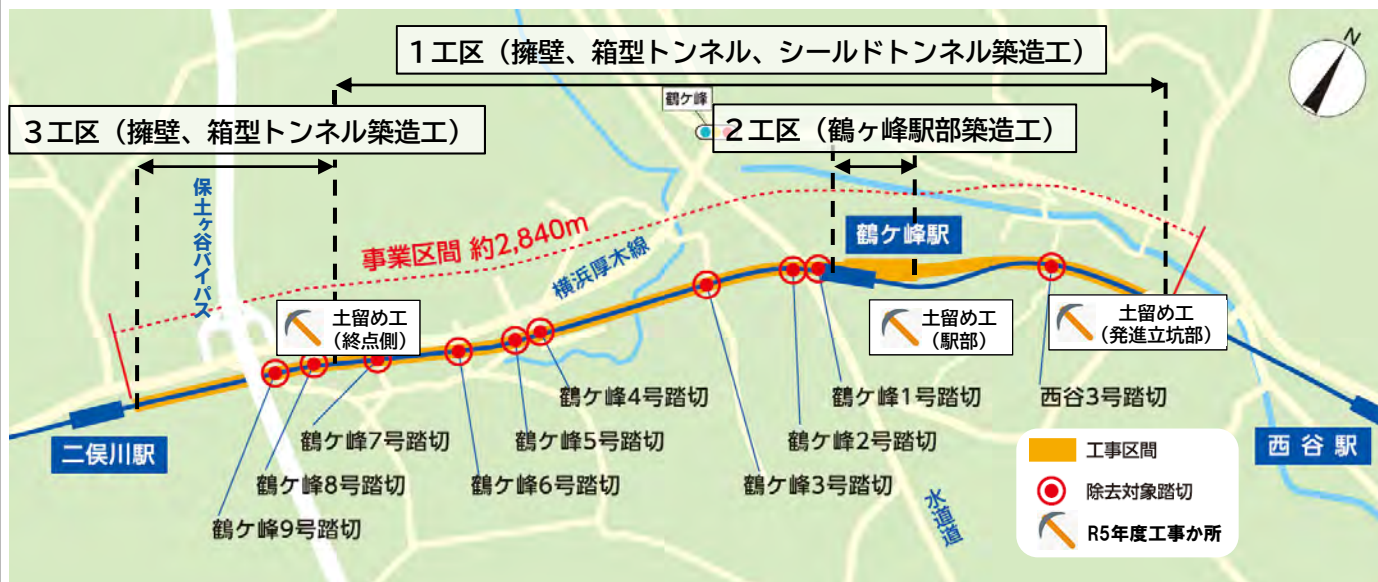 1工区(擁壁、箱型トンネル、シールドトンネル築造工)
N
鶴ケ峰
3工区(擁壁、箱型トンネル築造工)
2工区(鶴ヶ峰駅部築造工)
保土ヶ谷バイパス
事業区間 約2,840m
横浜厚木線
鶴ケ峰駅
土留め工
(終点側)
土留め工
(駅部)
土留め工
(発進立坑部)
鶴ケ峰4号踏切
鶴ケ峰1号踏切
西谷3号踏切
二俣川駅
鶴ケ峰7号踏切
鶴ケ峰5号踏切
鶴ケ峰2号踏切
西谷駅
鶴ケ峰8号踏切
鶴ケ峰6号踏切
鶴ケ峰3号踏切
鶴ケ峰9号踏切
水道道
工事区間
除去対象踏切
R5年度工事か所